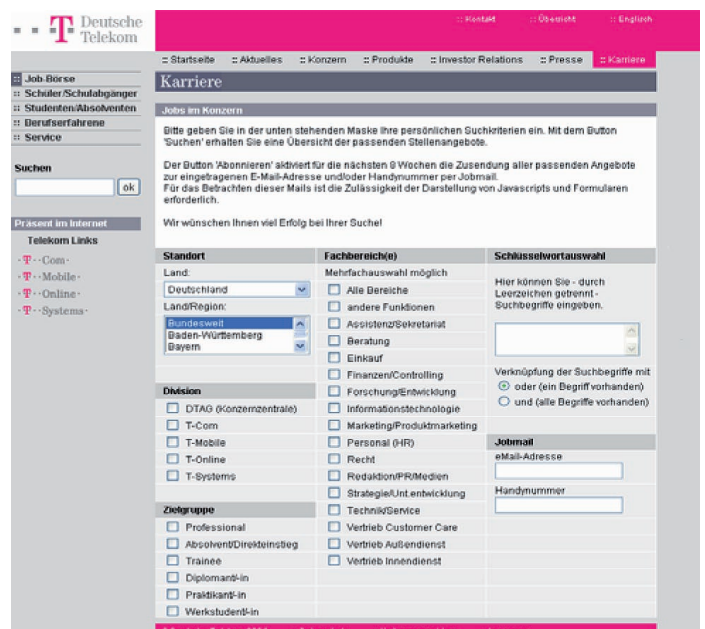 Deutsche
Telekom
:: Kontakt :: Übersicht :: Englisch
:: Startseite :: Aktuelles :: Konzern :: Produkte :: Investor Relations :: Presse :: Karriere
:: Job-Börse
:: Schüler/Schulabgänger
:: Studenten/Absolventen
:: Berufserfahrene
:: Service
Suchen
ok
Präsent im Internet
Telekom Links
· T · · Com ·
· T · · Mobile ·
· T · · Online ·
· T · · Systems ·
Karriere
Jobs im Konzern
Bitte geben Sie in der unten stehenden Maske Ihre persönlichen Suchkriterien ein. Mit dem Button
'Suchen' erhalten Sie eine Übersicht der passenden Stellenangebote.
Der Button 'Abonnieren' aktiviert für die nächsten 8 Wochen die Zusendung aller passenden Angebote
zur eingetragenen E-Mail-Adresse und/oder Handynummer per Jobmail.
Für das Betrachten dieser Mails ist die Zulässigkeit der Darstellung von Javascripts und Formularen
erforderlich.
Wir wünschen Ihnen viel Erfolg bei Ihrer Suche!
Standort
Land:
Deutschland
Land/Region:
Bundesweit
Baden-Württemberg
Bayern
Division
DTAG (Konzernzentrale)
T-Com
T-Mobile
T-Online
T-Systems
Zielgruppe
Professional
Absolvent/Direkteinstieg
Trainee
Diplomant/-in
Praktikant/-in
Werkstudent/-in
Fachbereich(e)
Mehrfachauswahl möglich
Alle Bereiche
andere Funktionen
Assistenz/Sekretariat
Beratung
Einkauf
Finanzen/Controlling
Forschung/Entwicklung
Informationstechnologie
Marketing/Produktmarketing
Personal (HR)
Recht
Redaktion/PR/Medien
Strategie/Unt.entwicklung
Technik/Service
Vertrieb Customer Care
Vertrieb Außendienst
Vertrieb Innendienst
Schlüsselwortauswahl
Hier können Sie - durch
Leerzeichen getrennt -
Suchbegriffe eingeben.
Verknüpfung der Suchbegriffe mit
oder (ein Begriff vorhanden)
und (alle Begriffe vorhanden)
Jobmail
eMail-Adresse
Handynummer